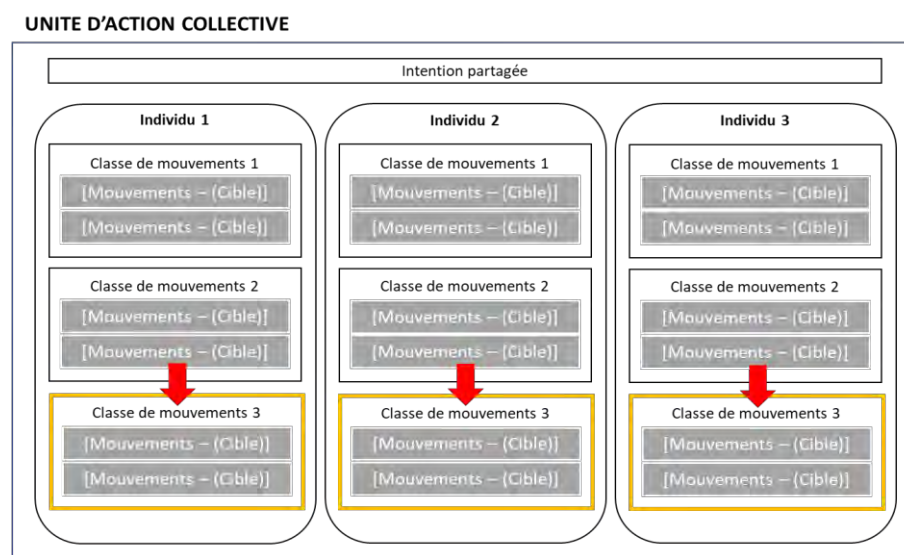 UNITE D'ACTION COLLECTIVE
Intention partagée
Individu 1
Classe de mouvements 1
[Mouvements – (Cible)]
[Mouvements – (Cible)]
Classe de mouvements 2
[Mouvements – (Cible)]
[Mouvements – (Cible)]
Classe de mouvements 3
[Mouvements – (Cible)]
[Mouvements – (Cible)]
Individu 2
Classe de mouvements 1
[Mouvements – (Cible)]
[Mouvements – (Cible)]
Classe de mouvements 2
[Mouvements – (Cible)]
[Mouvements – (Cible)]
Classe de mouvements 3
[Mouvements – (Cible)]
[Mouvements – (Cible)]
Individu 3
Classe de mouvements 1
[Mouvements – (Cible)]
[Mouvements – (Cible)]
Classe de mouvements 2
[Mouvements – (Cible)]
[Mouvements – (Cible)]
Classe de mouvements 3
[Mouvements – (Cible)]
[Mouvements – (Cible)]